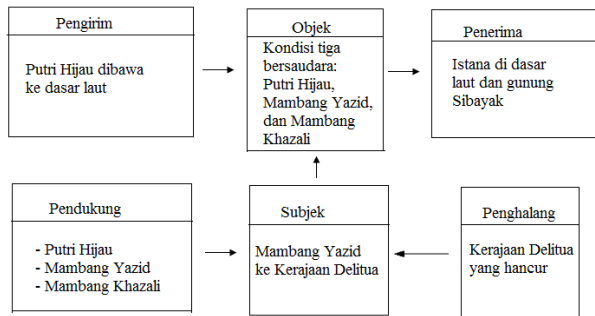 Pengirim
Putri Hijau dibawa
ke dasar laut
Objek
Kondisi tiga
bersaudara:
Putri Hijau,
Mambang Yazid,
dan Mambang
Khazali
Penerima
Istana di dasar
laut dan gunung
Sibayak
Pendukung
- Putri Hijau
- Mambang Yazid
- Mambang Khazali
Subjek
Mambang Yazid
ke Kerajaan Delitua
Penghalang
Kerajaan Delitua
yang hancur